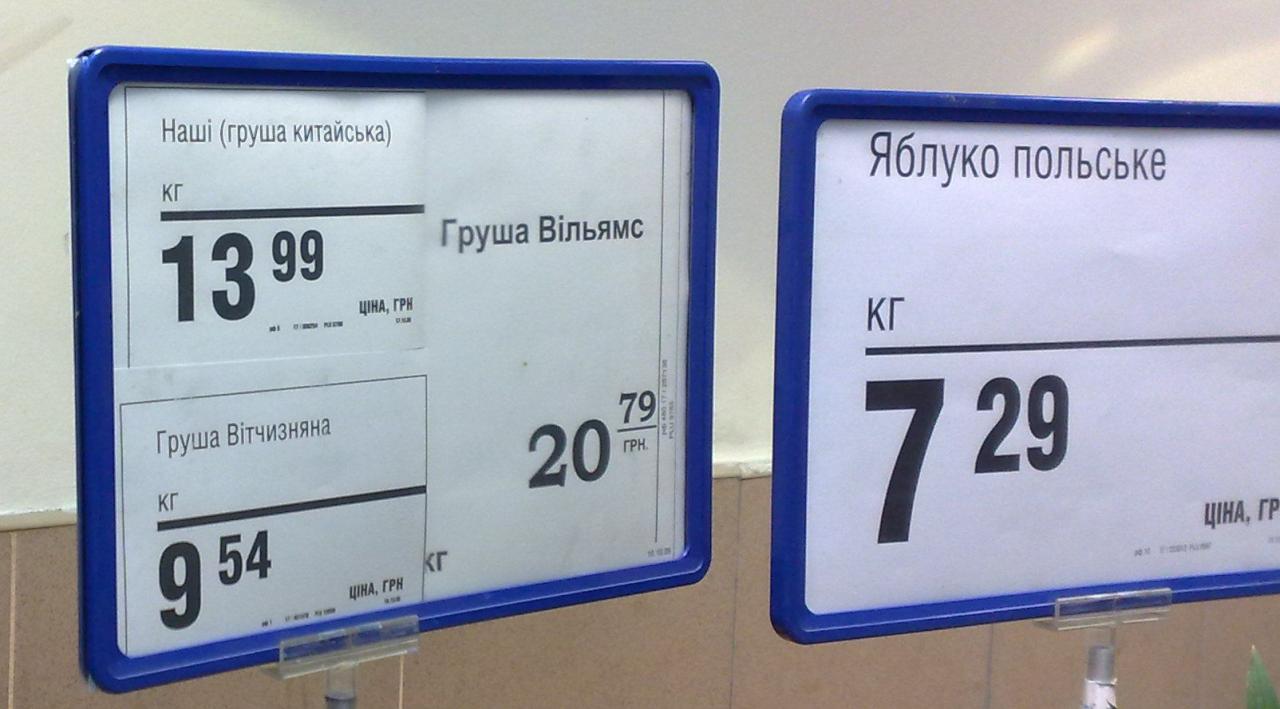 Наші (груша китайська)
кг
13 99
ЦІНА, ГРН
Груша Вітчизняна
кг
9 54
ЦІНА, ГРН
Груша Вільямс
20 79
ГРН.
кг
Яблуко польське
кг
7 29
ЦІНА, ГР